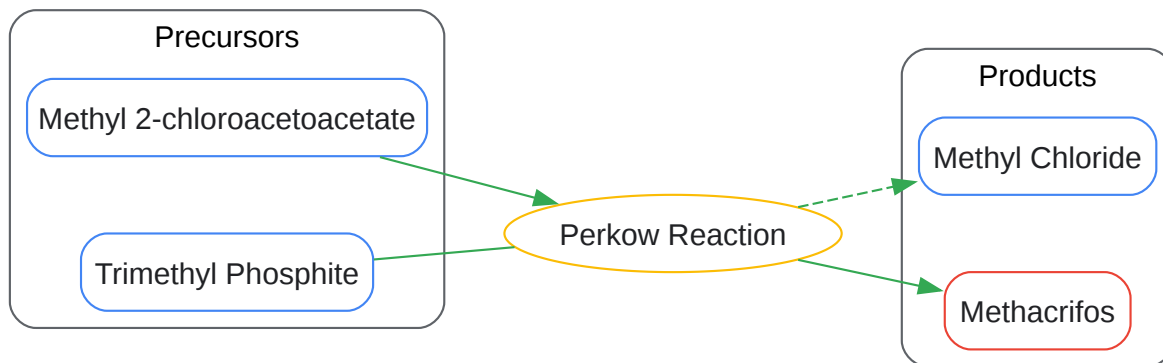 Precursors
Methyl 2-chloroacetoacetate
Trimethyl Phosphite
Perkow Reaction
Products
Methyl Chloride
Methacrifos